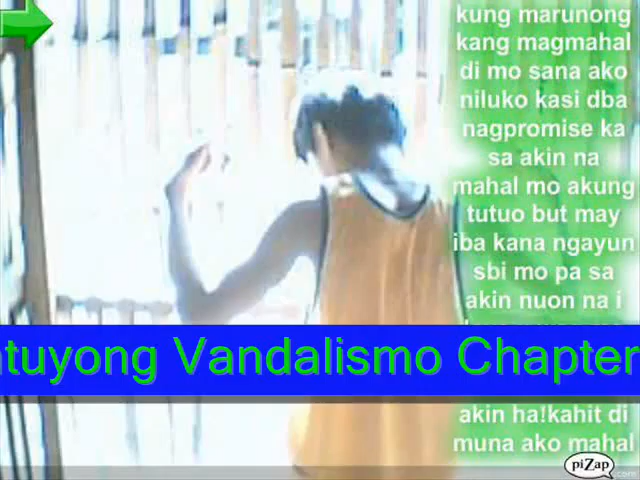 kung marunong
kang magmahal
di mo sana ako
niluko kasi dba
nagpromise ka
sa akin na
mahal mo akung
tutuo but may
iba kana ngayun
sbi mo pa sa
akin nuon na i
tuyong Vandalismo Chapter
akin ha!kahit di
muna ako mahal
piZap
.com